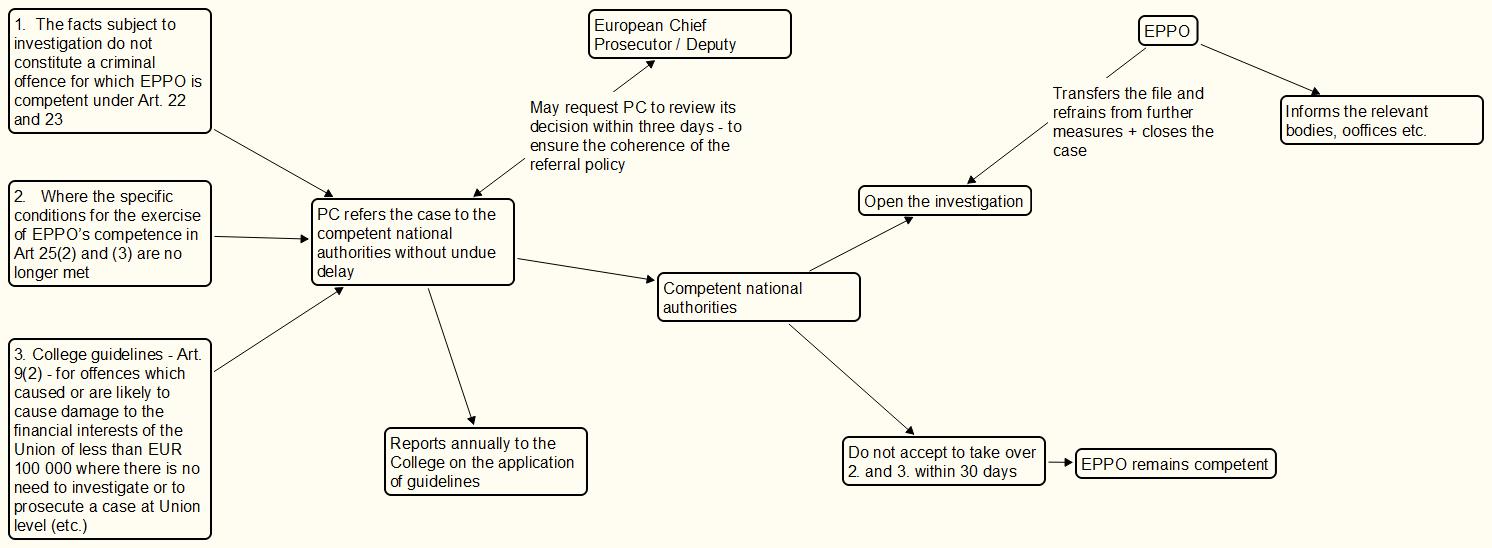 1.  The facts subject to
investigation do not
constitute a criminal
offence for which EPPO is
competent under Art. 22
and 23
2.   Where the specific
conditions for the exercise
of EPPO’s competence in
Art 25(2) and (3) are no
longer met
3. College guidelines - Art.
9(2) - for offences which
caused or are likely to
cause damage to the
financial interests of the
Union of less than EUR
100 000 where there is no
need to investigate or to
prosecute a case at Union
level (etc.)
PC refers the case to the
competent national
authorities without undue
delay
European Chief
Prosecutor / Deputy
May request PC to review its
decision within three days - to
ensure the coherence of the
referral policy
Reports annually to the
College on the application
of guidelines
Competent national
authorities
EPPO
Transfers the file and
refrains from further
measures + closes the
case
Informs the relevant
bodies, ooffices etc.
Open the investigation
Do not accept to take over
2. and 3. within 30 days
EPPO remains competent